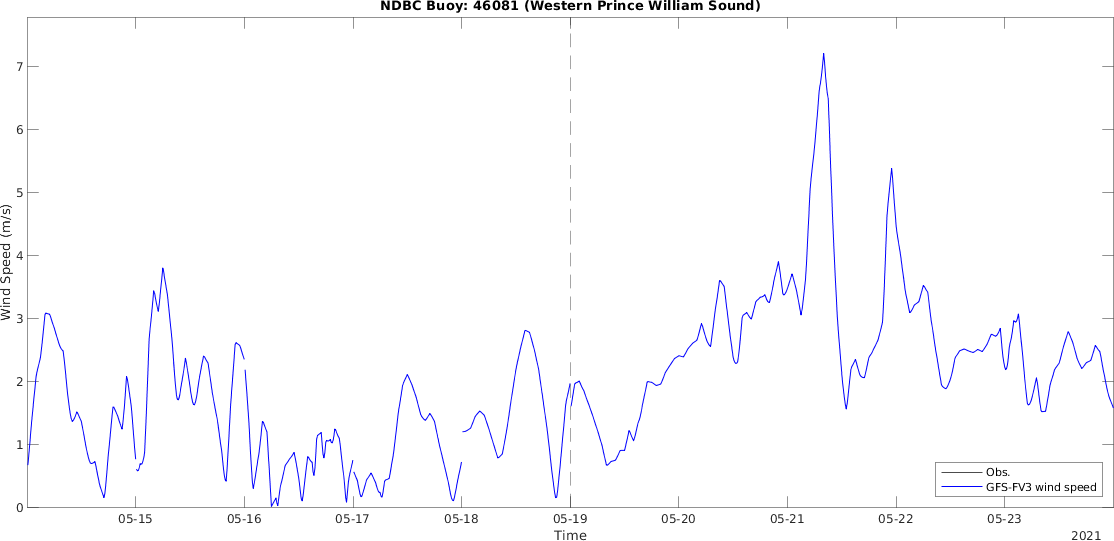 NDBC Buoy: 46081 (Western Prince William Sound)
Wind Speed (m/s)
7
6
5
4
3
2
1
0
Obs.
GFS-FV3 wind speed
05-15 05-16 05-17 05-18 05-19 05-20 05-21 05-22 05-23
Time
2021